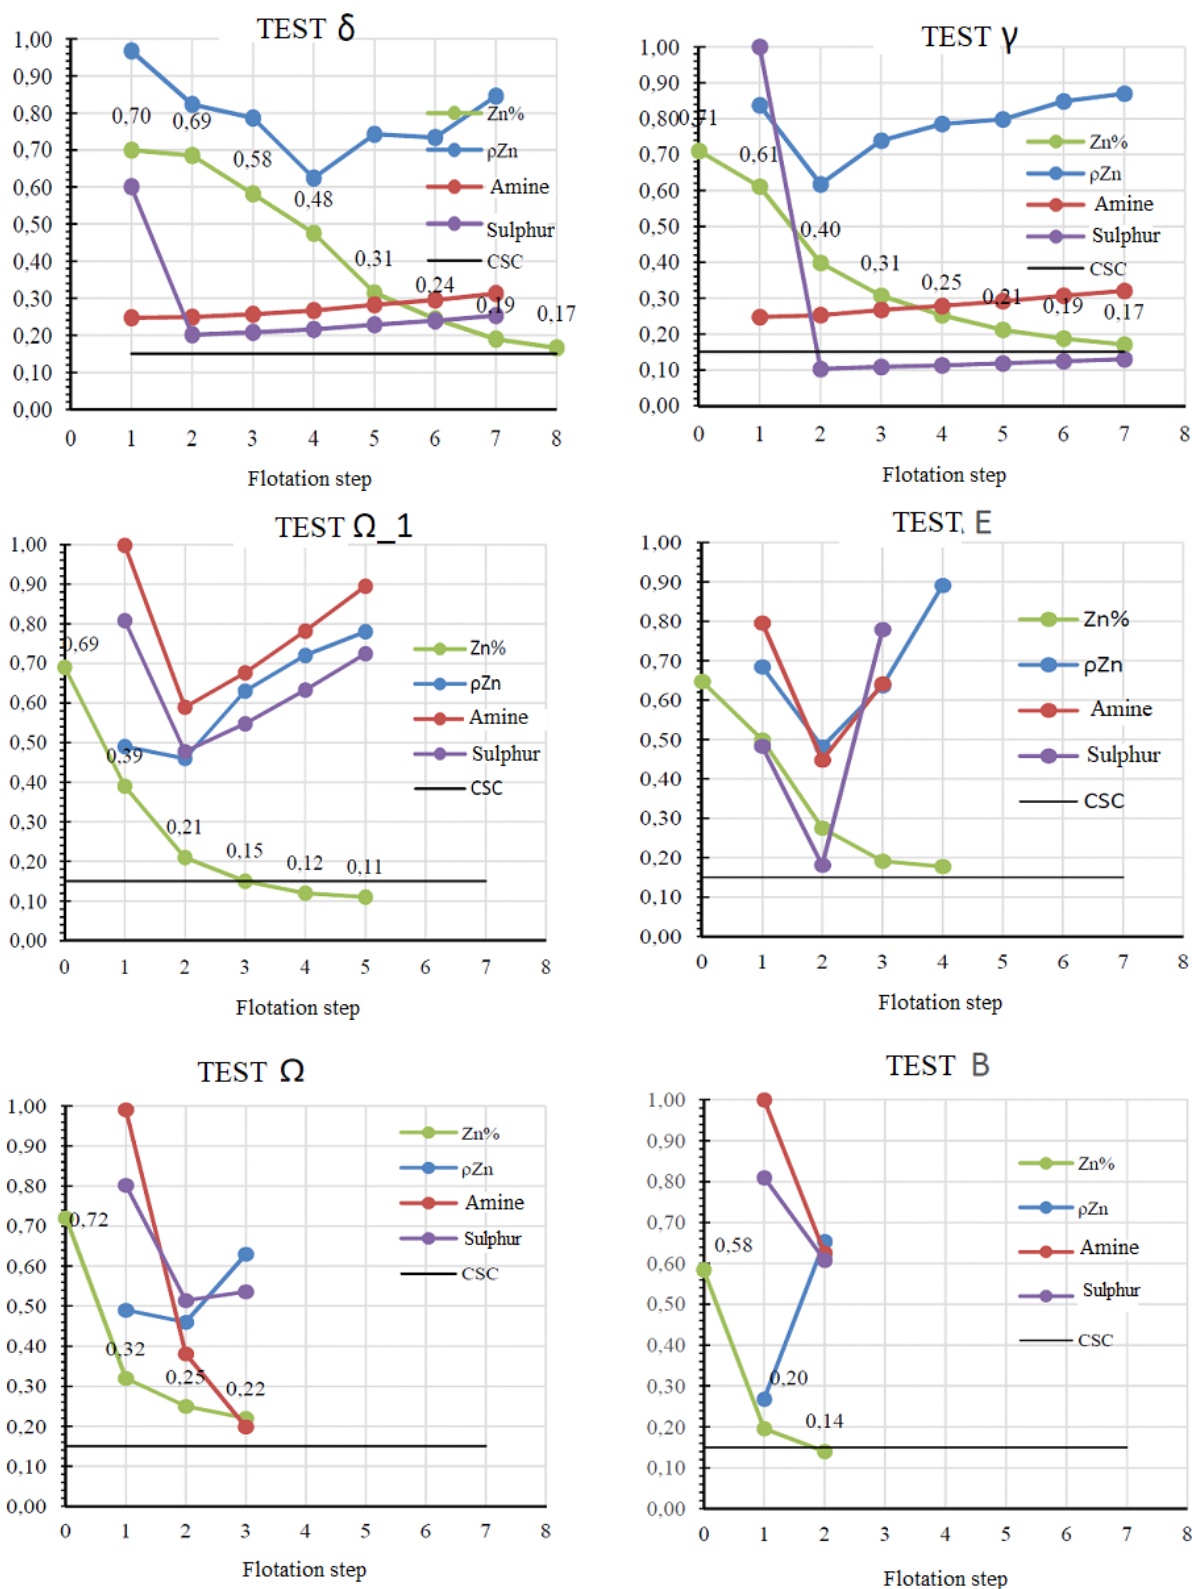 TEST δ
1,00
0,90
0,80
0,70
0,60
0,50
0,40
0,30
0,20
0,10
0,00
0,70
0,69
0,58
0,48
0,31
0,24
0,19
0,17
Zn%
ρZn
Amine
Sulphur
CSC
0 1 2 3 4 5 6 7 8
Flotation step
TEST γ
1,00
0,90
0,80
0,70
0,60
0,50
0,40
0,30
0,20
0,10
0,00
0,71
0,61
0,40
0,31
0,25
0,21
0,19
0,17
Zn%
ρZn
Amine
Sulphur
CSC
0 1 2 3 4 5 6 7 8
Flotation step
TEST Ω_1
1,00
0,90
0,80
0,70
0,60
0,50
0,40
0,30
0,20
0,10
0,00
0,69
0,39
0,21
0,15
0,12
0,11
Zn%
ρZn
Amine
Sulphur
CSC
0 1 2 3 4 5 6 7 8
Flotation step
TEST E
1,00
0,90
0,80
0,70
0,60
0,50
0,40
0,30
0,20
0,10
0,00
Zn%
ρZn
Amine
Sulphur
CSC
0 1 2 3 4 5 6 7 8
Flotation step
TEST Ω
1,00
0,90
0,80
0,70
0,60
0,50
0,40
0,30
0,20
0,10
0,00
0,72
0,32
0,25
0,22
Zn%
ρZn
Amine
Sulphur
CSC
0 1 2 3 4 5 6 7 8
Flotation step
TEST B
1,00
0,90
0,80
0,70
0,60
0,50
0,40
0,30
0,20
0,10
0,00
0,58
0,20
0,14
Zn%
ρZn
Amine
Sulphur
CSC
0 1 2 3 4 5 6 7 8
Flotation step